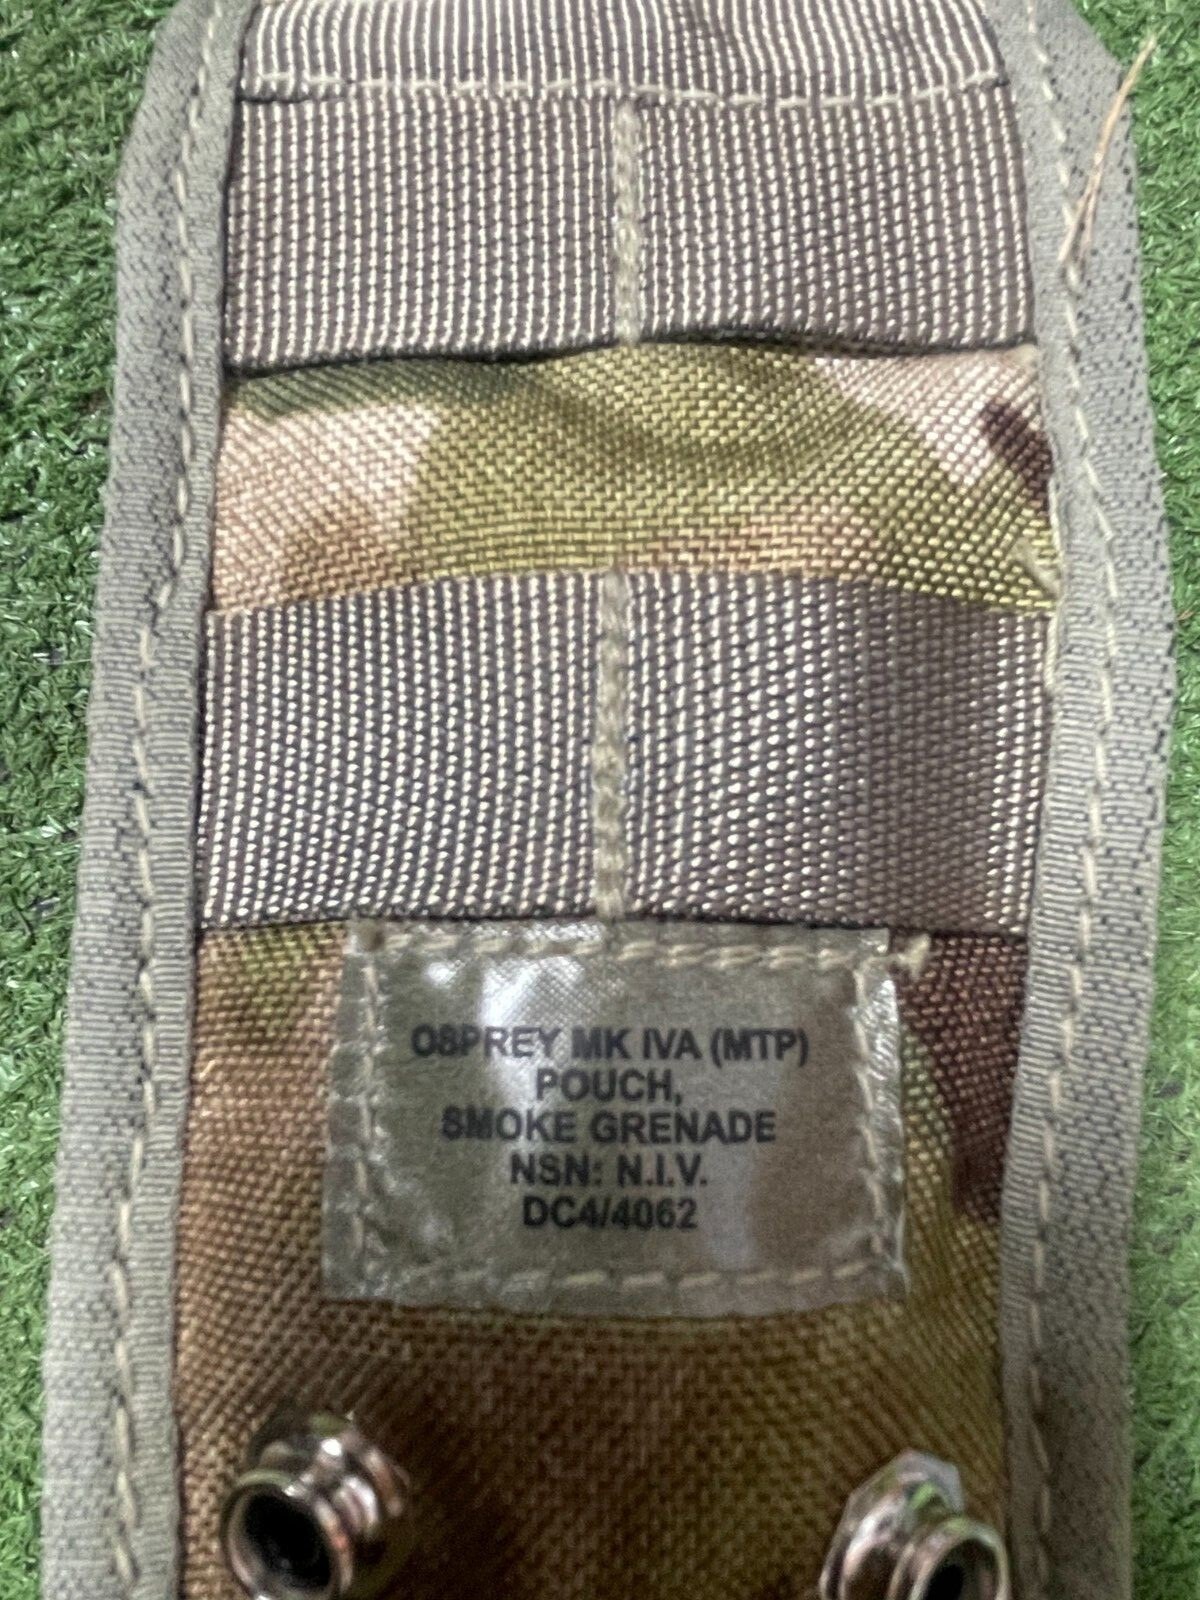 OSPREY MK IVA (MTP)
POUCH,
SMOKE GRENADE
NSN: N.I.V.
DC4/4062